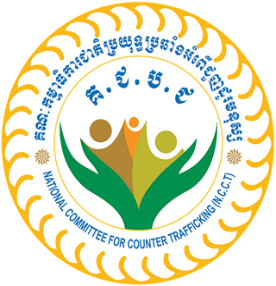 គណៈកម្មាធិការជាតិប្រយុទ្ធប្រឆាំងអំពើជួញដូរមនុស្ស
គ.ជ.ប.ជ
NATIONAL COMMITTEE FOR COUNTER TRAFFICKING (N.C.C.T)